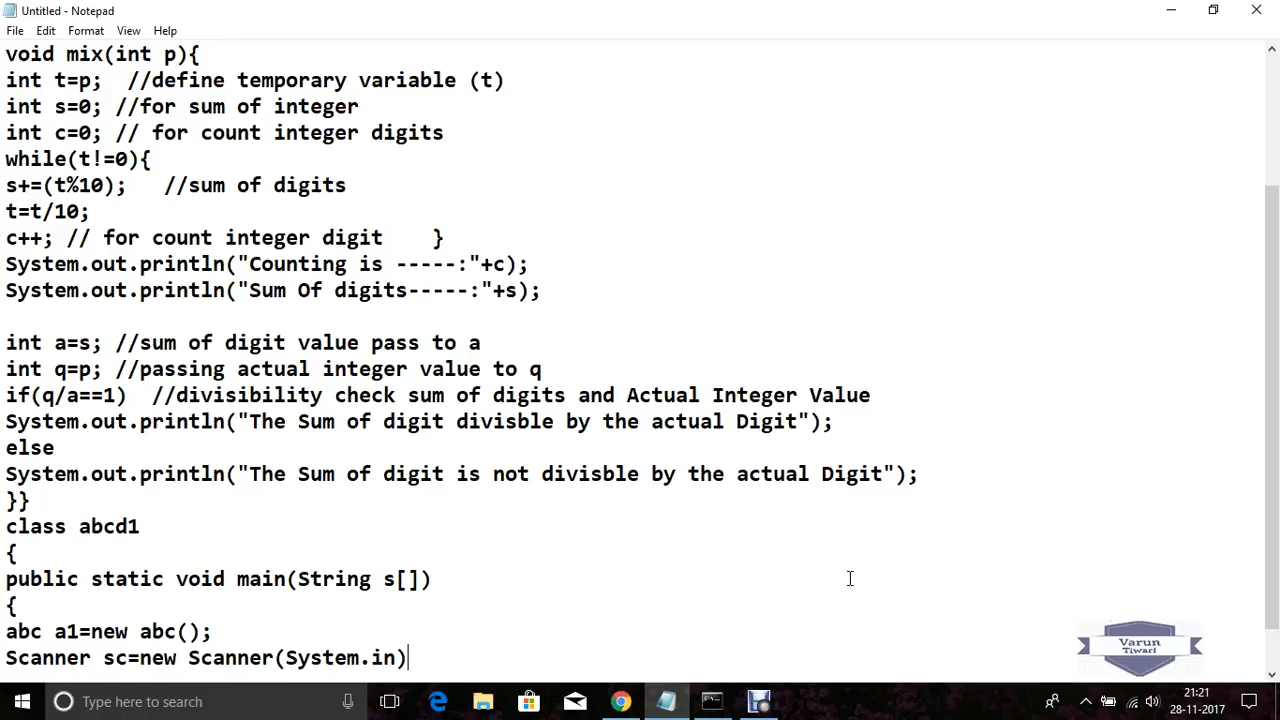 Untitled - Notepad
File Edit Format View Help
void mix(int p){
int t=p;  //define temporary variable (t)
int s=0; //for sum of integer
int c=0; // for count integer digits
while(t!=0){
s+=(t%10);   //sum of digits
t=t/10;
c++; // for count integer digit    }
System.out.println("Counting is -----:"+c);
System.out.println("Sum Of digits-----:"+s);
int a=s; //sum of digit value pass to a
int q=p; //passing actual integer value to q
if(q/a==1)  //divisibility check sum of digits and Actual Integer Value
System.out.println("The Sum of digit divisble by the actual Digit");
else
System.out.println("The Sum of digit is not divisble by the actual Digit");
}}
class abcd1
{
public static void main(String s[])
{
abc a1=new abc();
Scanner sc=new Scanner(System.in)
Varun
Tiwari
Type here to search
21:21
28-11-2017